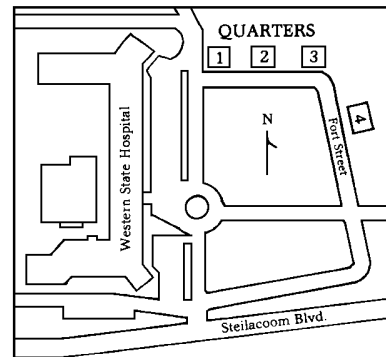 QUARTERS
1 2 3
4
N
Fort Street
Western State Hospital
Steilacoom Blvd.